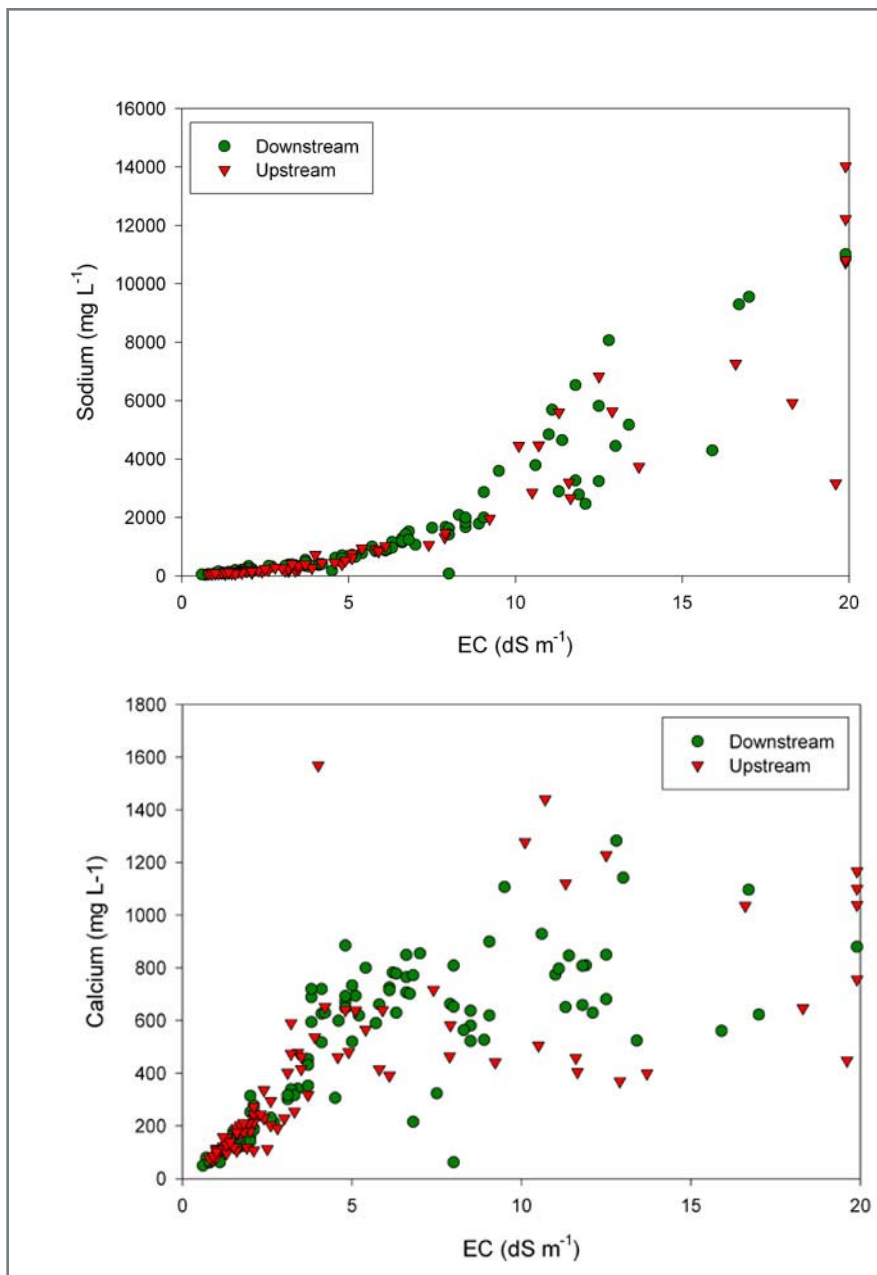 16000
14000
12000
10000
8000
6000
4000
2000
0
Sodium (mg L-1)
Downstream
Upstream
0 5 10 15 20
EC (dS m-1)
1800
1600
1400
1200
1000
800
600
400
200
0
Calcium (mg L-1)
Downstream
Upstream
0 5 10 15 20
EC (dS m-1)